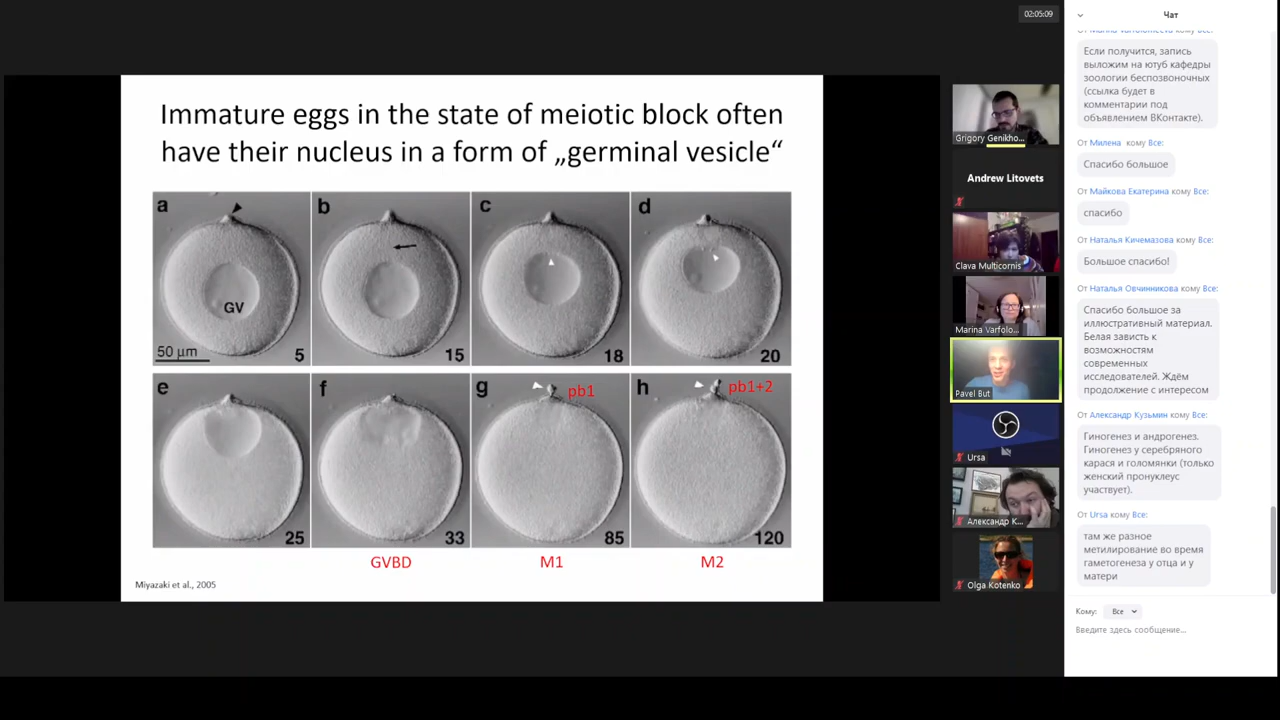 02:05:09
Immature eggs in the state of meiotic block often
have their nucleus in a form of „germinal vesicle“
a
b
c
d
GV
50 µm
5
15
18
20
e
f
g
h
pb1
pb1+2
25
33
85
120
GVBD
M1
M2
Miyazaki et al., 2005
Grigory Genikho...
Andrew Litovets
Clava Multicornis
Marina Varfolo...
Pavel But
Ursa
Александр К...
Olga Kotenko
Чат
Если получится, запись
выложим на ютуб кафедры
зоологии беспозвоночных
(ссылка будет в
комментарии под
объявлением ВКонтакте).
От Милена кому Все:
Спасибо большое
От Майкова Екатерина кому Все:
спасибо
От Наталья Кичемазова кому Все:
Большое спасибо!
От Наталья Овчинникова кому Все:
Спасибо большое за
иллюстративный материал.
Белая зависть к
возможностям
современных
исследователей. Ждём
продолжение с интересом
От Александр Кузьмин кому Все:
Гиногенез и андрогенез.
Гиногенез у серебряного
карася и голомянки (только
женский пронуклеус
участвует).
От Ursa кому Все:
там же разное
метилирование во время
гаметогенеза у отца и у
матери
Кому: Все
Введите здесь сообщение...